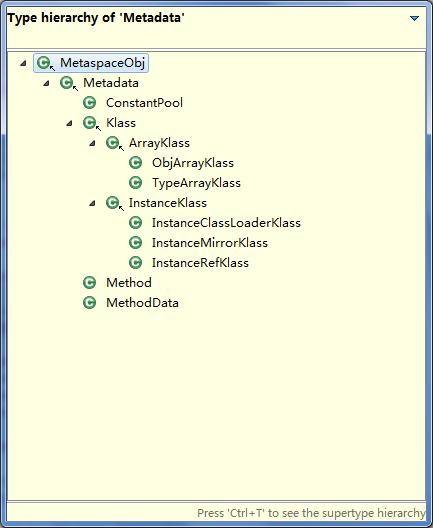 Type hierarchy of 'Metadata'
MetaspaceObj
Metadata
ConstantPool
Klass
ArrayKlass
ObjArrayKlass
TypeArrayKlass
InstanceKlass
InstanceClassLoaderKlass
InstanceMirrorKlass
InstanceRefKlass
Method
MethodData
Press 'Ctrl+T' to see the supertype hierarchy